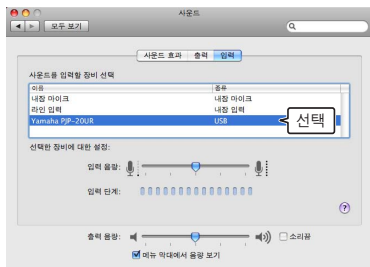 사운드
모두 보기
사운드 효과 출력 입력
사운드를 입력할 장비 선택
이름 종류
내장 마이크 내장 마이크
라인 입력 내장 입력
Yamaha PJP-20UR USB
선택
선택한 장비에 대한 설정:
입력 음량:
입력 단계:
?
출력 음량: 소리끔
메뉴 막대에서 음량 보기